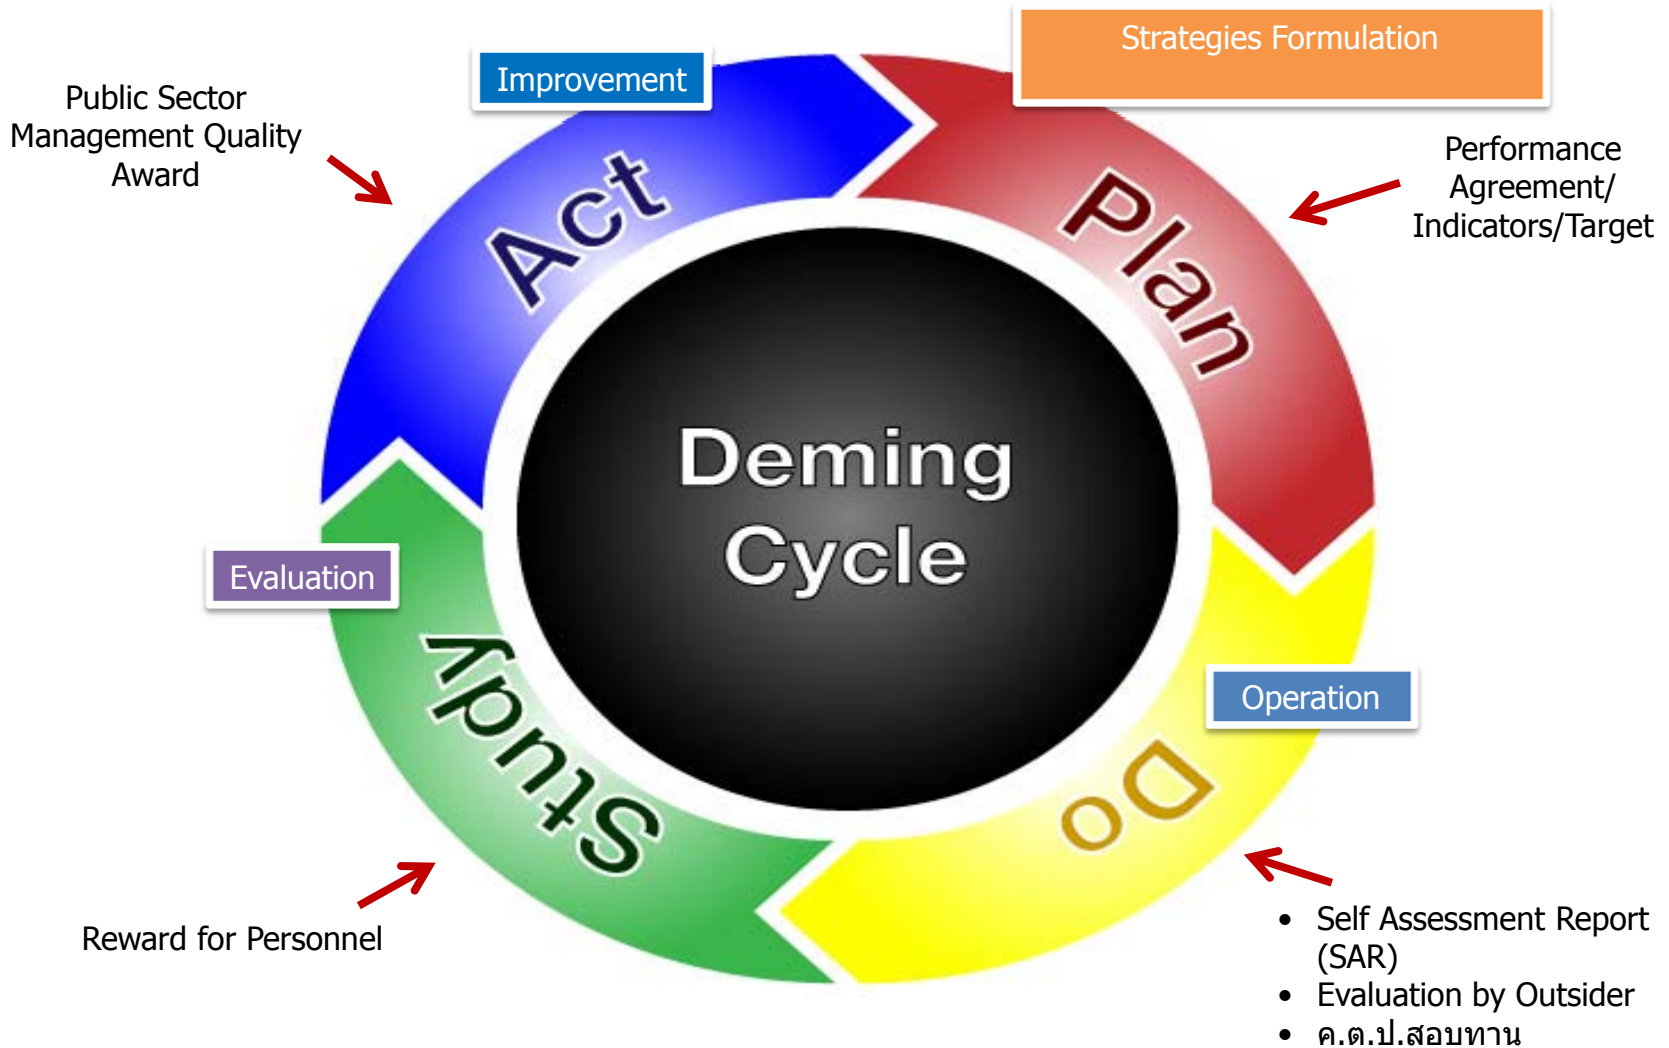 Strategies Formulation
Improvement
Public Sector
Management Quality
Award
Performance
Agreement/
Indicators/Target
Act
Plan
Deming
Cycle
Evaluation
Operation
Study
Do
Reward for Personnel
• Self Assessment Report
(SAR)
• Evaluation by Outsider
• ค.ต.ป.สอบทาน